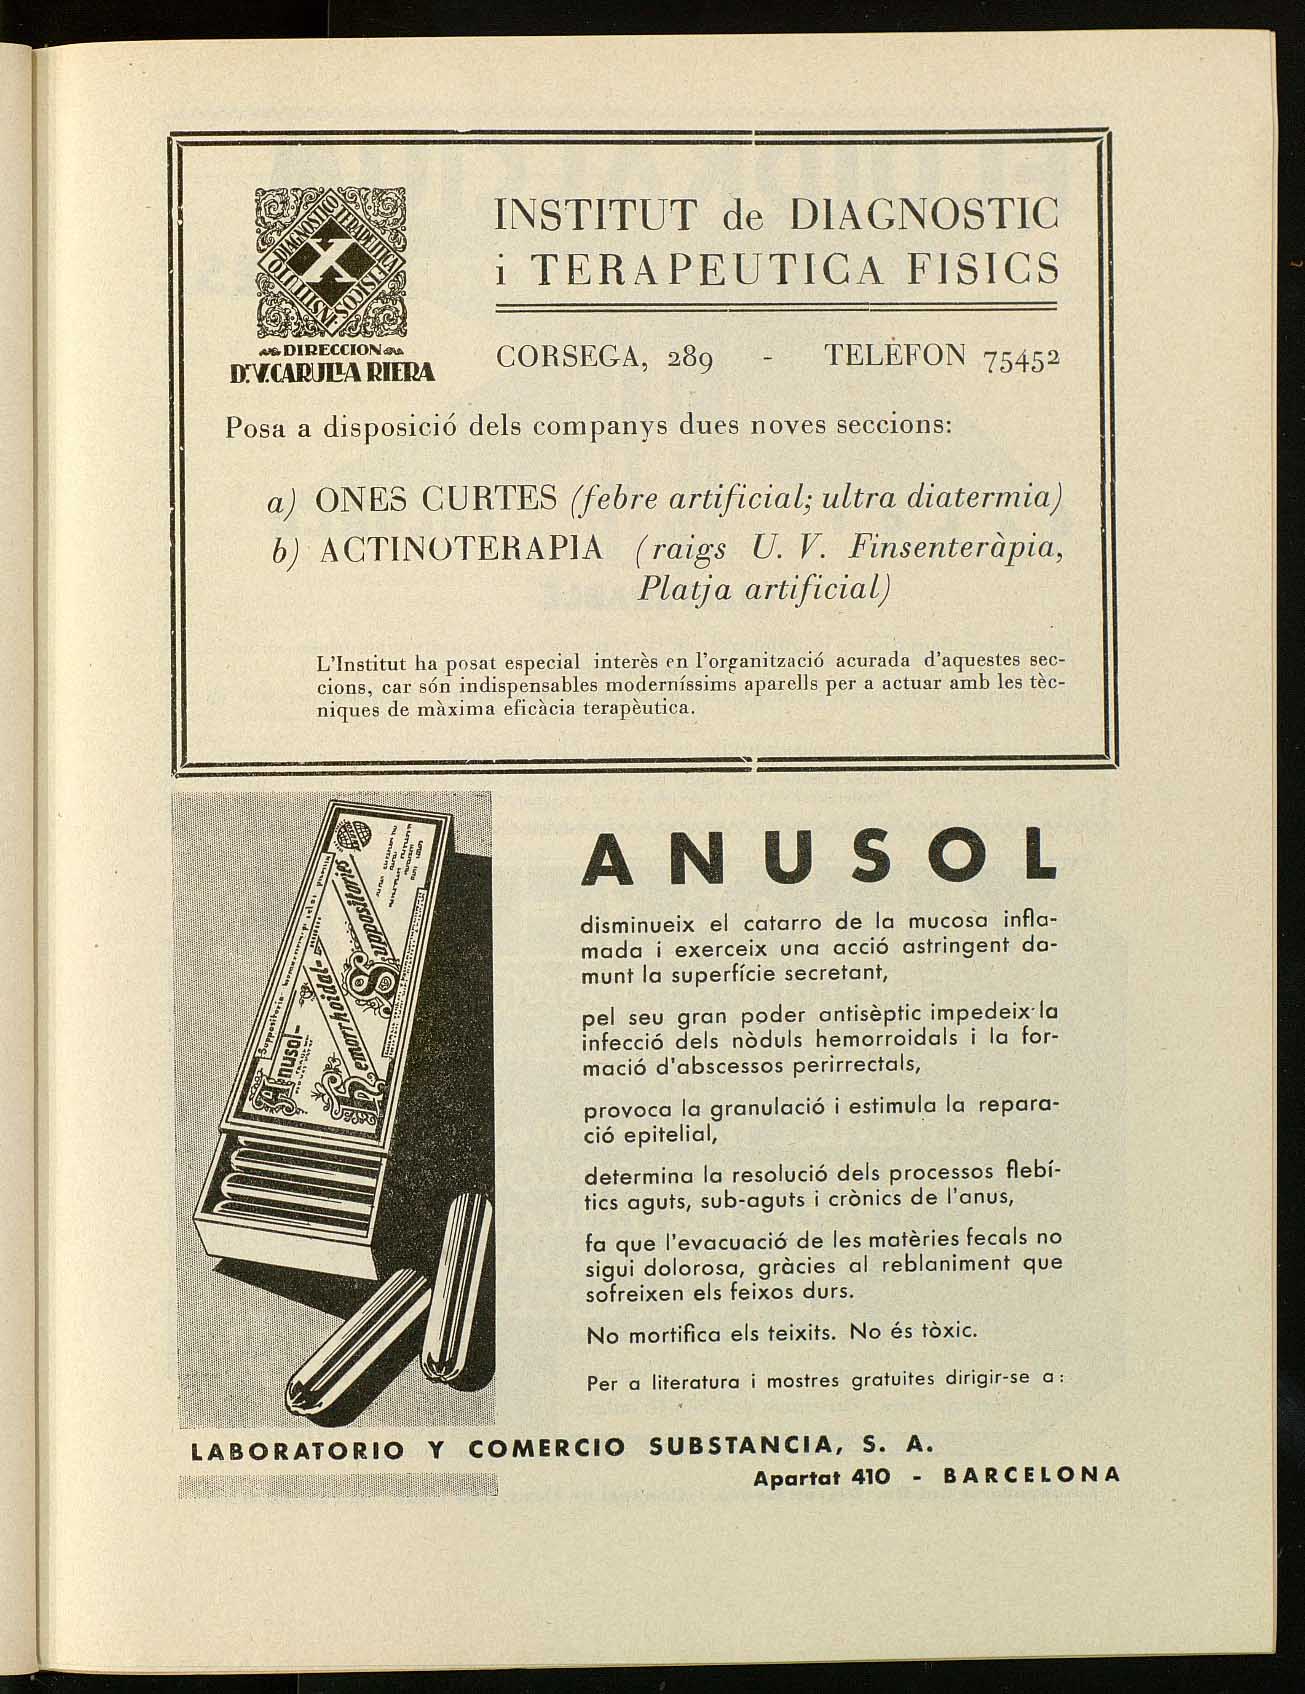 INSTITUTO DIAGNOSTICO TERAPEUTICO FISICOS
X
DIRECCION
Dr. V. CARULLA RIERA
INSTITUT de DIAGNOSTIC
i TERAPEUTICA FISICS
CORSEGA, 289 - TELÈFON 75452
Posa a disposició dels companys dues noves seccions:
a) ONES CURTES (febre artificial; ultra diatermia)
b) ACTINOTERAPIA (raigs U. V. Finsenteràpia,
Platja artificial)
L'Institut ha posat especial interès en l'organització acurada d'aquestes sec-
cions, car són indispensables moderníssims aparells per a actuar amb les tèc-
niques de màxima eficàcia terapèutica.
Anusol-
Hemorrhoidal-
Suppositories
ANUSOL
disminueix el catarro de la mucosa infla-
mada i exerceix una acció astringent da-
munt la superfície secretant,
pel seu gran poder antisèptic impedeix la
infecció dels nòduls hemorroidals i la for-
mació d'abscessos perirrectals,
provoca la granulació i estimula la repara-
ció epitelial,
determina la resolució dels processos flebí-
tics aguts, sub-aguts i crònics de l'anus,
fa que l'evacuació de les matèries fecals no
sigui dolorosa, gràcies al reblaniment que
sofreixen els feixos durs.
No mortifica els teixits. No és tòxic.
Per a literatura i mostres gratuites dirigir-se a:
LABORATORIO Y COMERCIO SUBSTANCIA, S. A.
Apartat 410 - BARCELONA